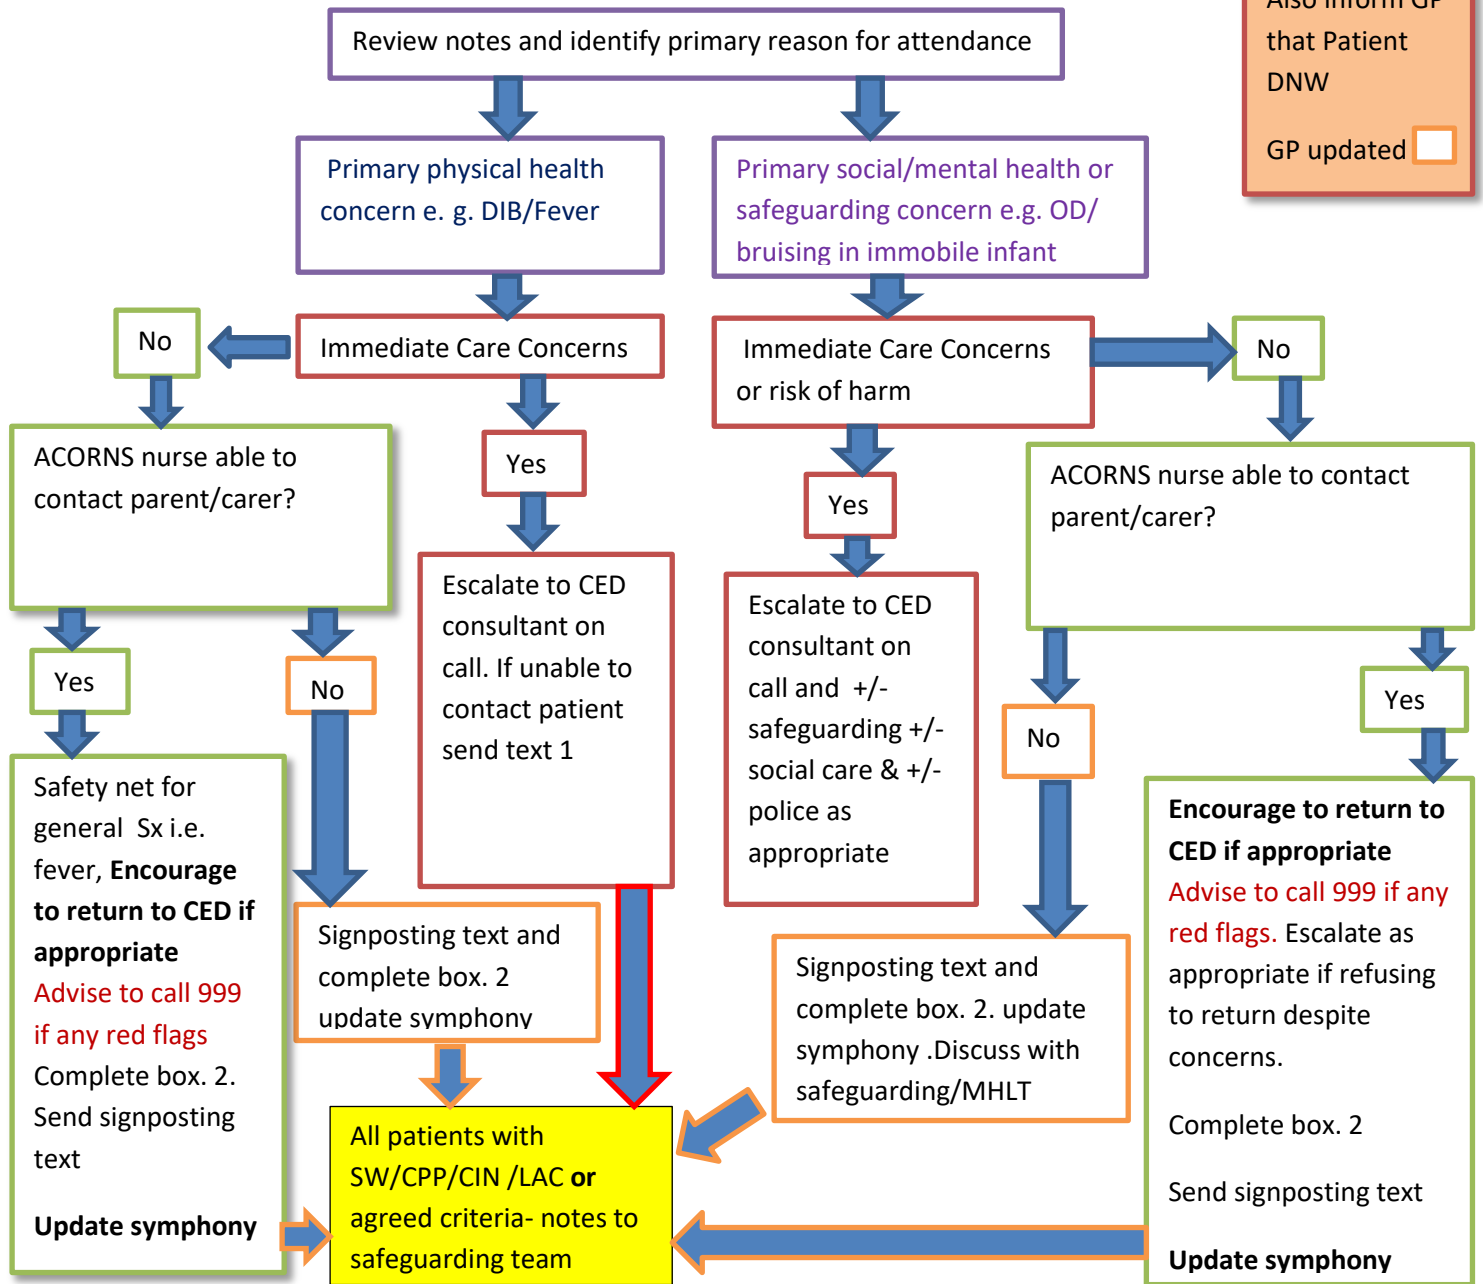 Also inform GP
that Patient
DNW
GP updated
Review notes and identify primary reason for attendance
Primary physical health
concern e. g. DIB/Fever
Primary social/mental health or
safeguarding concern e.g. OD/
bruising in immobile infant
No
Immediate Care Concerns
Immediate Care Concerns
or risk of harm
No
ACORNS nurse able to
contact parent/carer?
Yes
Yes
ACORNS nurse able to contact
parent/carer?
Yes
No
Escalate to CED
consultant on
call. If unable to
contact patient
send text 1
Escalate to CED
consultant on
call and +/-
safeguarding +/-
social care & +/-
police as
appropriate
No
Yes
Safety net for
general Sx i.e.
fever, Encourage
to return to CED if
appropriate
Advise to call 999
if any red flags
Complete box. 2.
Send signposting
text
Update symphony
Signposting text and
complete box. 2
update symphony
Signposting text and
complete box. 2. update
symphony .Discuss with
safeguarding/MHLT
Encourage to return to
CED if appropriate
Advise to call 999 if any
red flags. Escalate as
appropriate if refusing
to return despite
concerns.
Complete box. 2
Send signposting text
Update symphony
All patients with
SW/CPP/CIN /LAC or
agreed criteria- notes to
safeguarding team